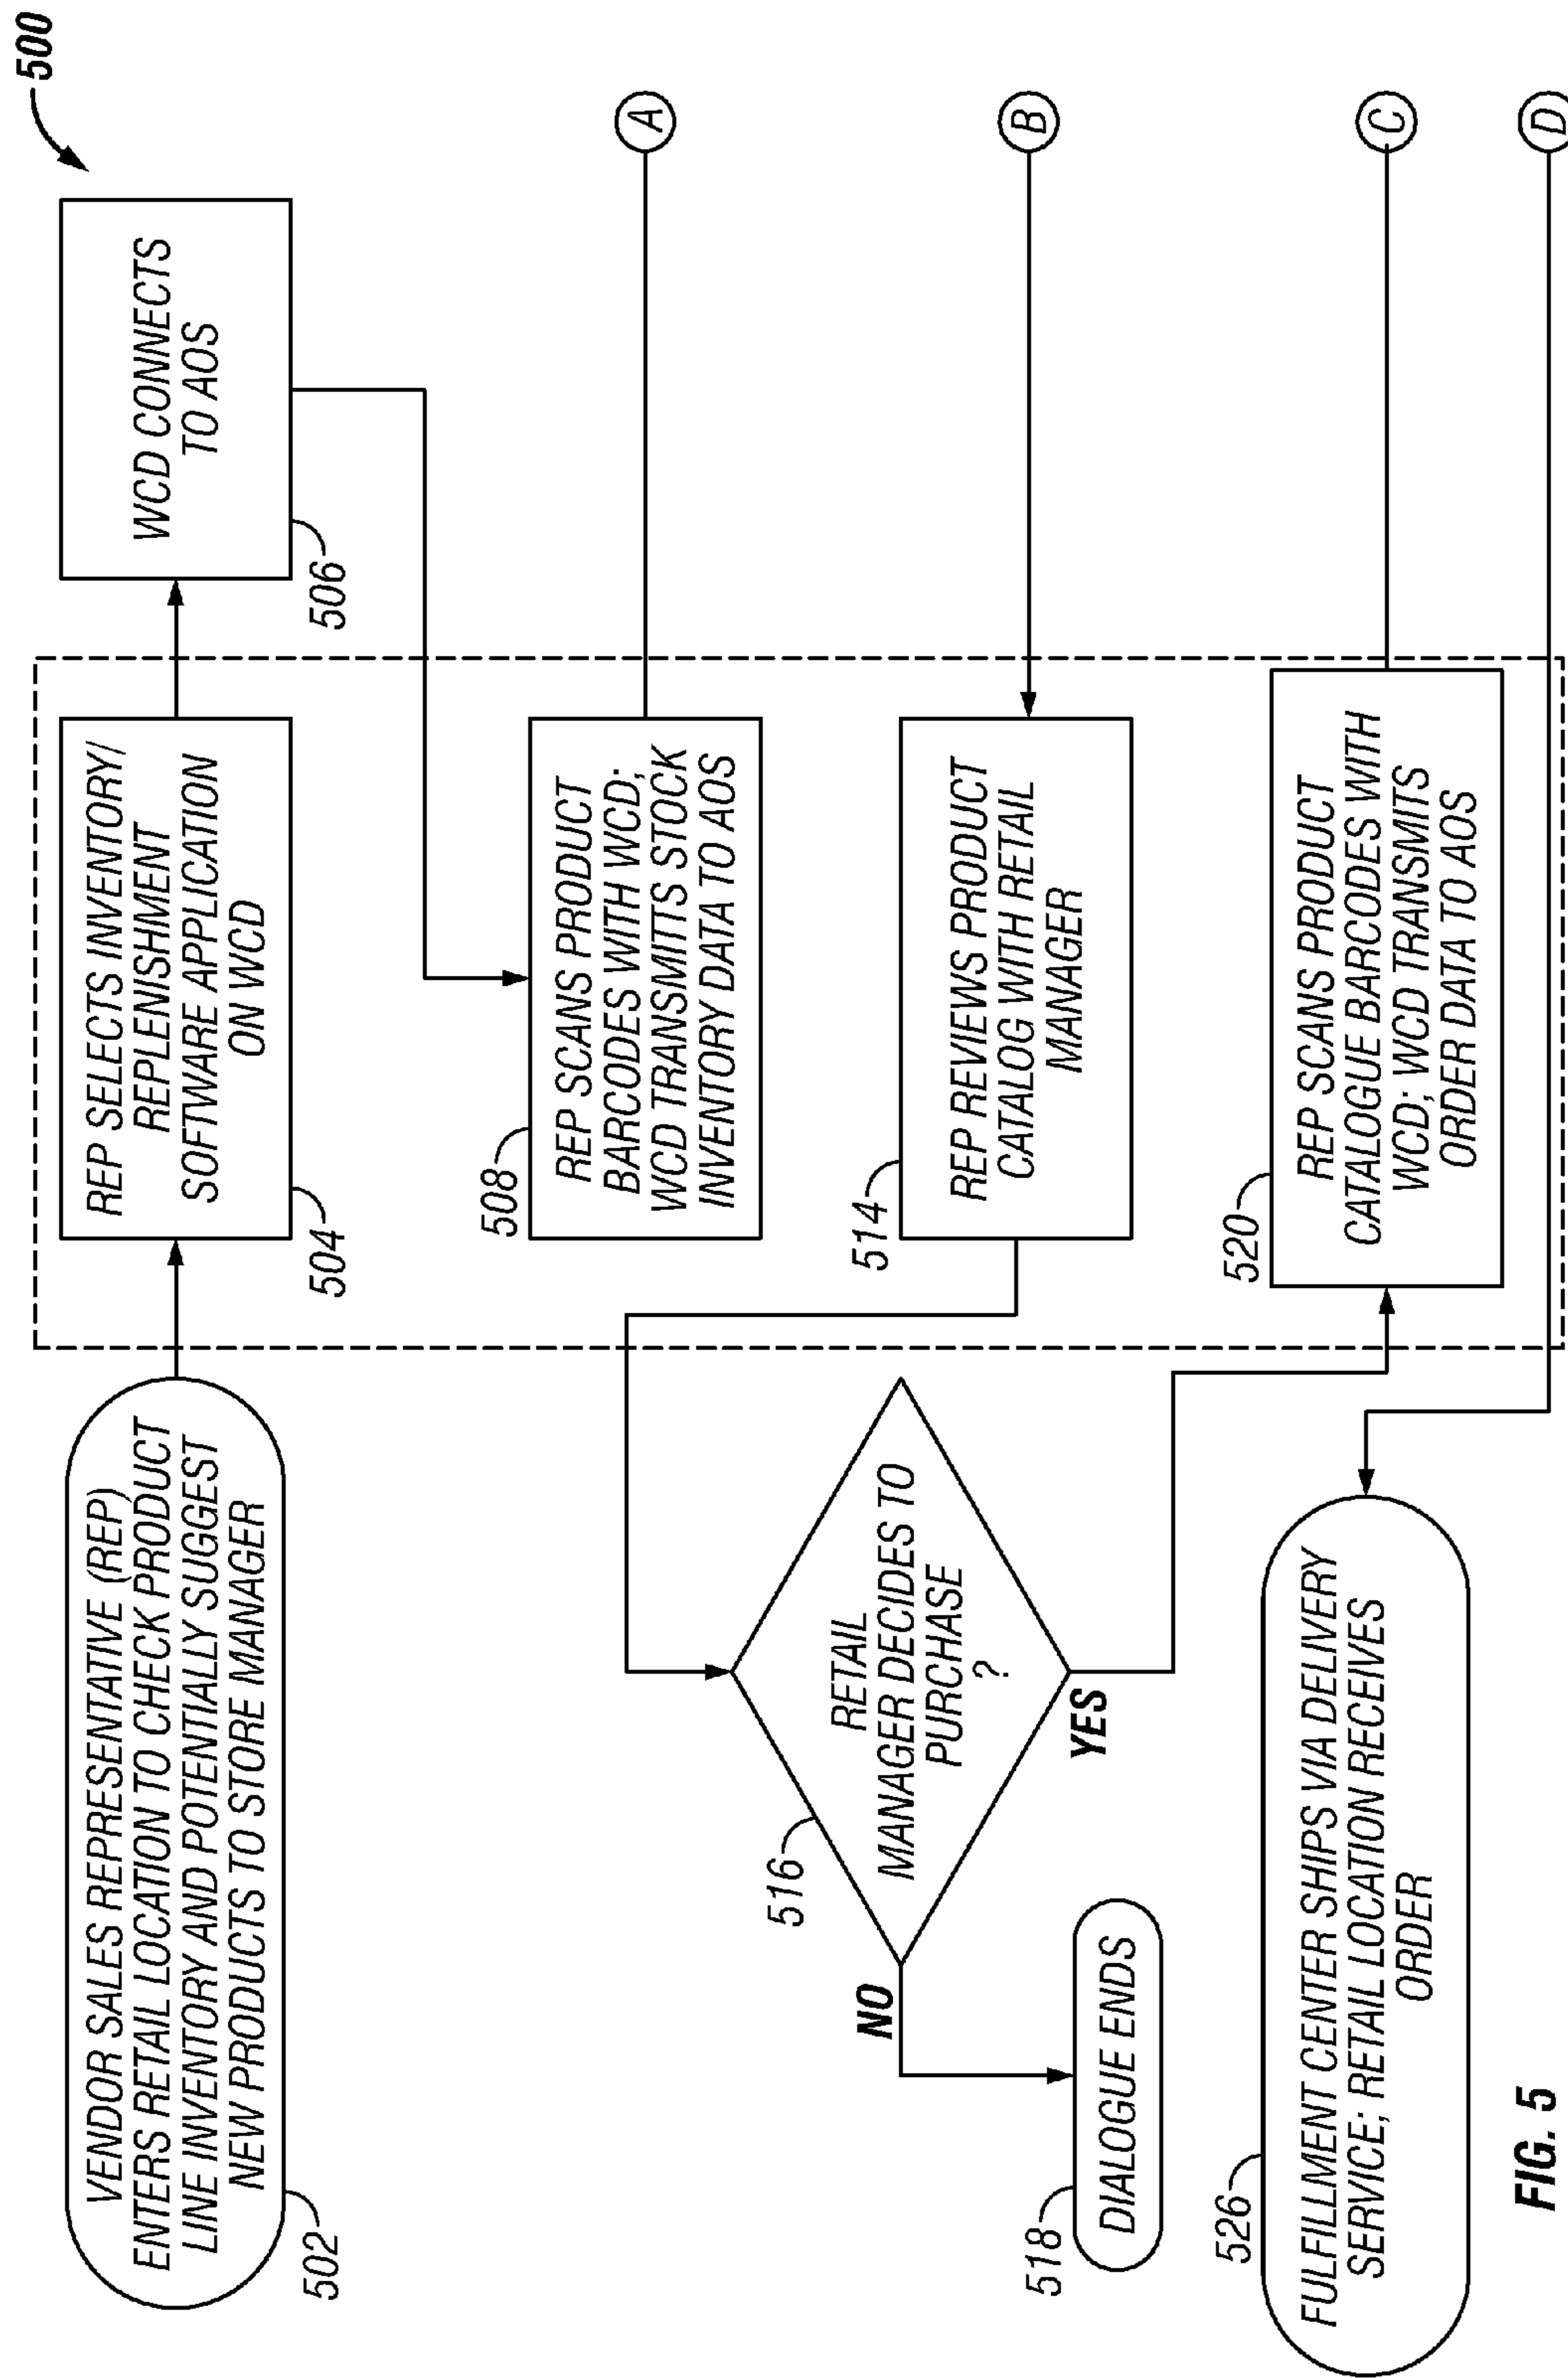 500
VENDOR SALES REPRESENTATIVE (REP)
ENTERS RETAIL LOCATION TO CHECK PRODUCT
LINE INVENTORY AND POTENTIALLY SUGGEST
NEW PRODUCTS TO STORE MANAGER
502
REP SELECTS INVENTORY/
REPLENISHMENT
SOFTWARE APPLICATION
ON WCD
504
WCD CONNECTS
TO AOS
506
508
REP SCANS PRODUCT
BARCODES WITH WCD;
WCD TRANSMITS STOCK
INVENTORY DATA TO AOS
A
514
REP REVIEWS PRODUCT
CATALOG WITH RETAIL
MANAGER
B
516
RETAIL
MANAGER DECIDES TO
PURCHASE
?
NO
YES
518
DIALOGUE ENDS
520
REP SCANS PRODUCT
CATALOGUE BARCODES WITH
WCD; WCD TRANSMITS
ORDER DATA TO AOS
C
526
FULFILLMENT CENTER SHIPS VIA DELIVERY
SERVICE; RETAIL LOCATION RECEIVES
ORDER
D
FIG. 5